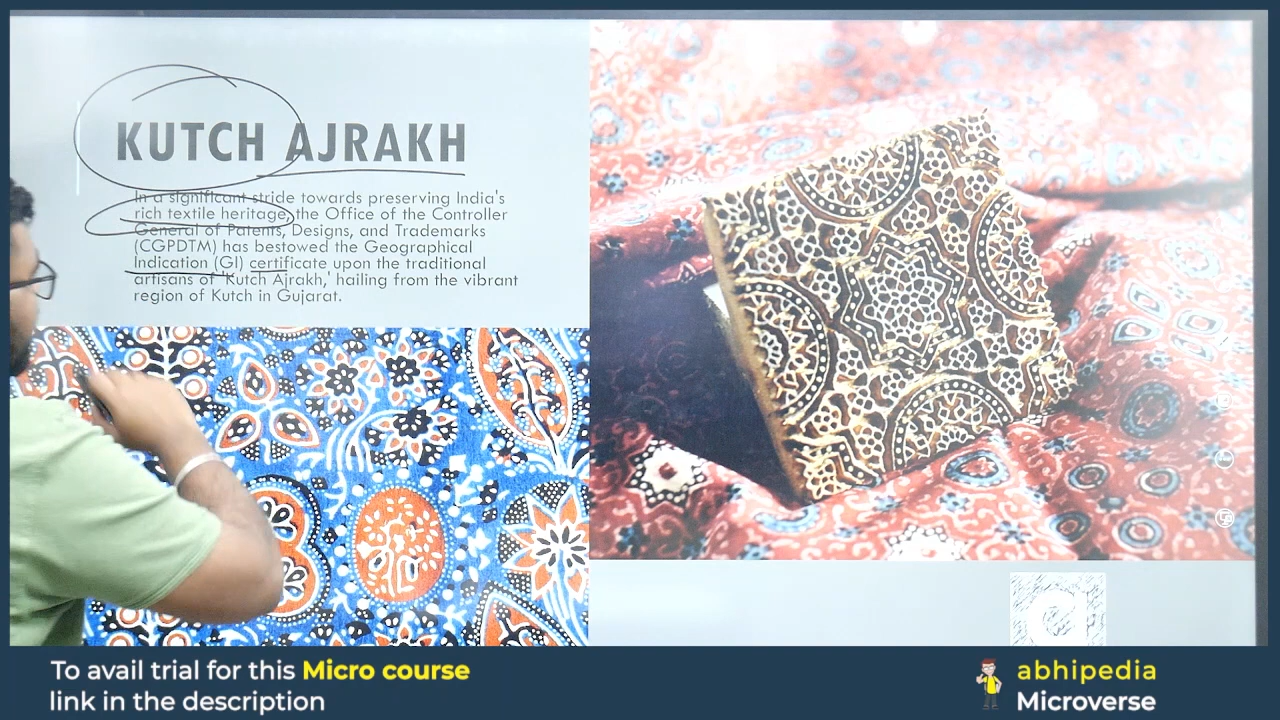 KUTCH AJRAKH
In a significant stride towards preserving India's
rich textile heritage, the Office of the Controller
General of Patents, Designs, and Trademarks
(CGPDTM) has bestowed the Geographical
Indication (GI) certificate upon the traditional
artisans of 'Kutch Ajrakh,' hailing from the vibrant
region of Kutch in Gujarat.
To avail trial for this Micro course
link in the description
abhipedia
Microverse